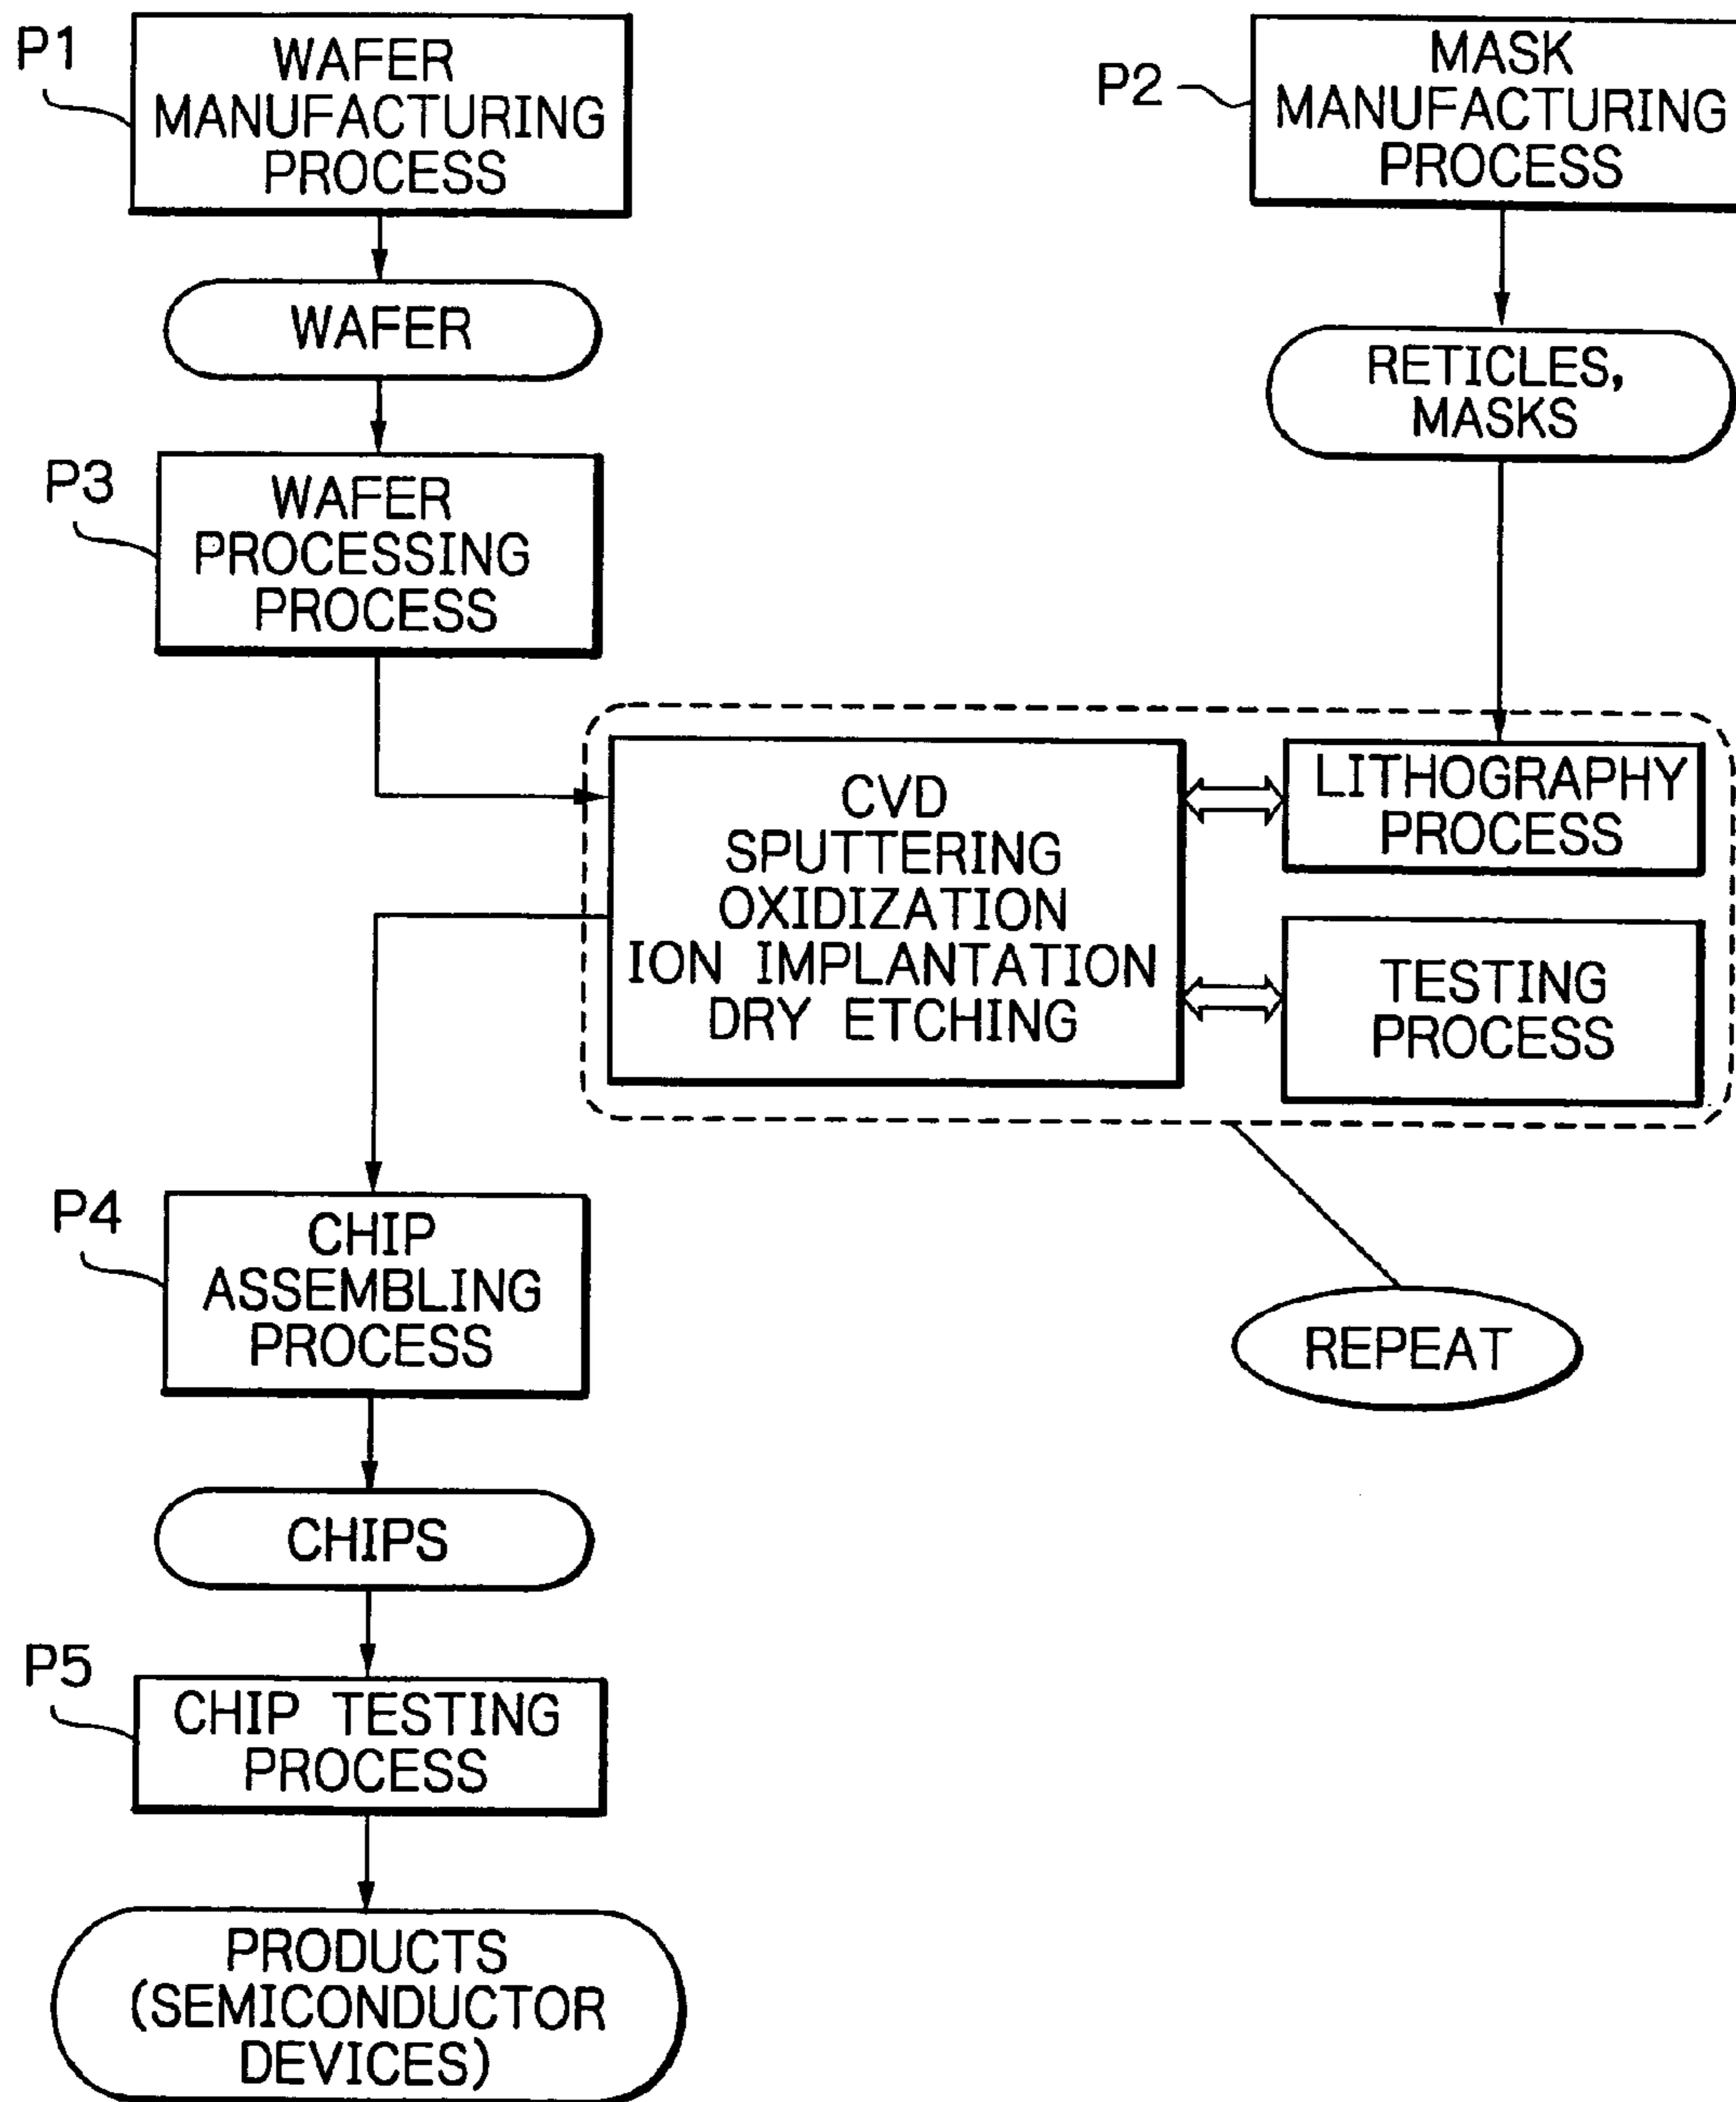 P1
WAFER
MANUFACTURING
PROCESS
P2
MASK
MANUFACTURING
PROCESS
WAFER
RETICLES,
MASKS
P3
WAFER
PROCESSING
PROCESS
CVD
SPUTTERING
OXIDIZATION
ION IMPLANTATION
DRY ETCHING
LITHOGRAPHY
PROCESS
TESTING
PROCESS
P4
CHIP
ASSEMBLING
PROCESS
REPEAT
CHIPS
P5
CHIP TESTING
PROCESS
PRODUCTS
(SEMICONDUCTOR
DEVICES)